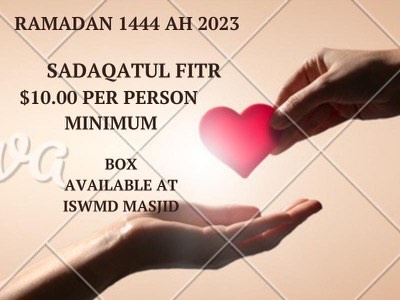 RAMADAN 1444 AH 2023
SADAQATUL FITR
$10.00 PER PERSON
MINIMUM
BOX
AVAILABLE AT
ISWMD MASJID